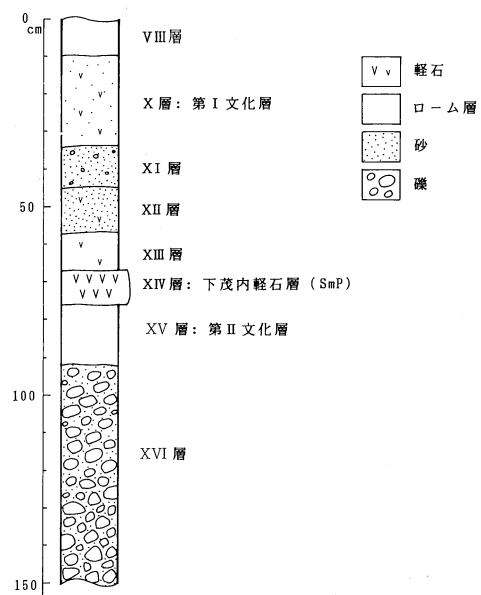 0
cm
50
100
150
VIII層
X層: 第I文化層
XI層
XII層
XIII層
XIV層: 下茂内軽石層 (SmP)
XV層: 第II文化層
XVI層
軽石
ローム層
砂
礫